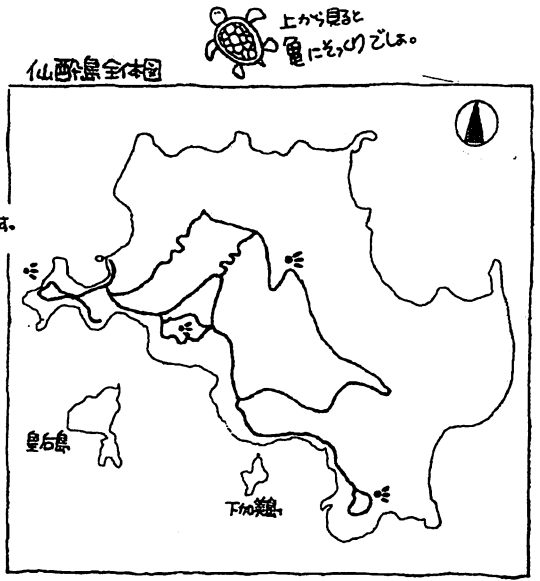 上から見ると
亀にそっくりでしょ。
仙酔島全体図
す。
皇后島
下加美島